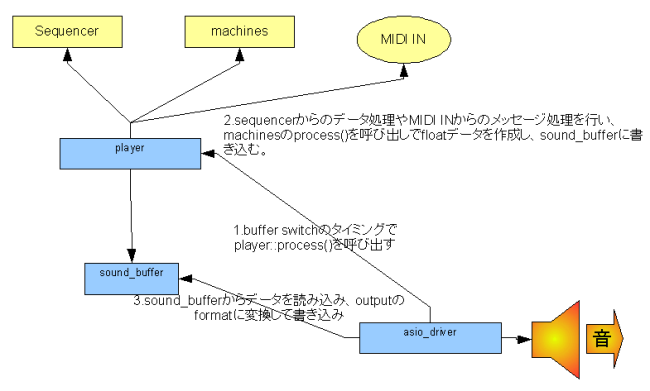 Sequencer
machines
MIDI IN
2.sequencerからのデータ処理やMIDI INからのメッセージ処理を行い、
machinesのprocess()を呼び出しでfloatデータを作成し、sound_bufferに書
き込む。
player
1.buffer switchのタイミングで
player::process()を呼び出す
sound_buffer
3.sound_bufferからデータを読み込み、outputの
formatに変換して書き込み
asio_driver
音